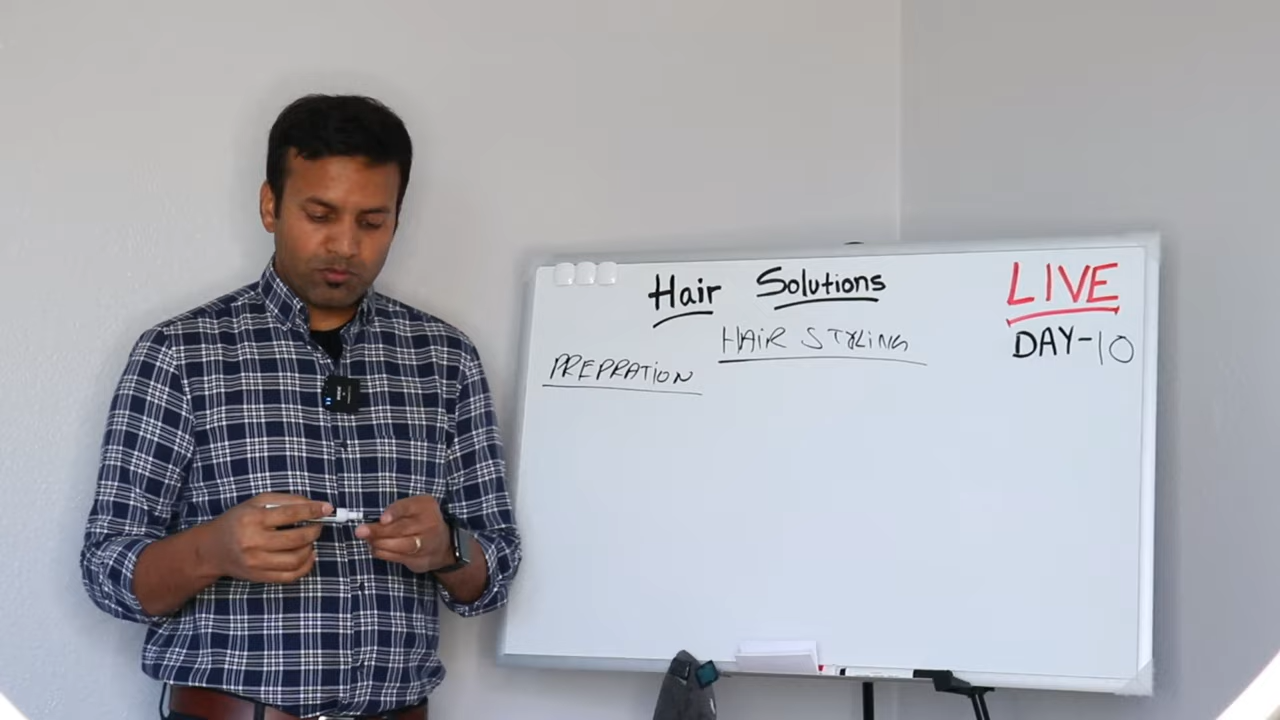 Hair Solutions
LIVE
HAIR STYLING
DAY-10
PREPRATION